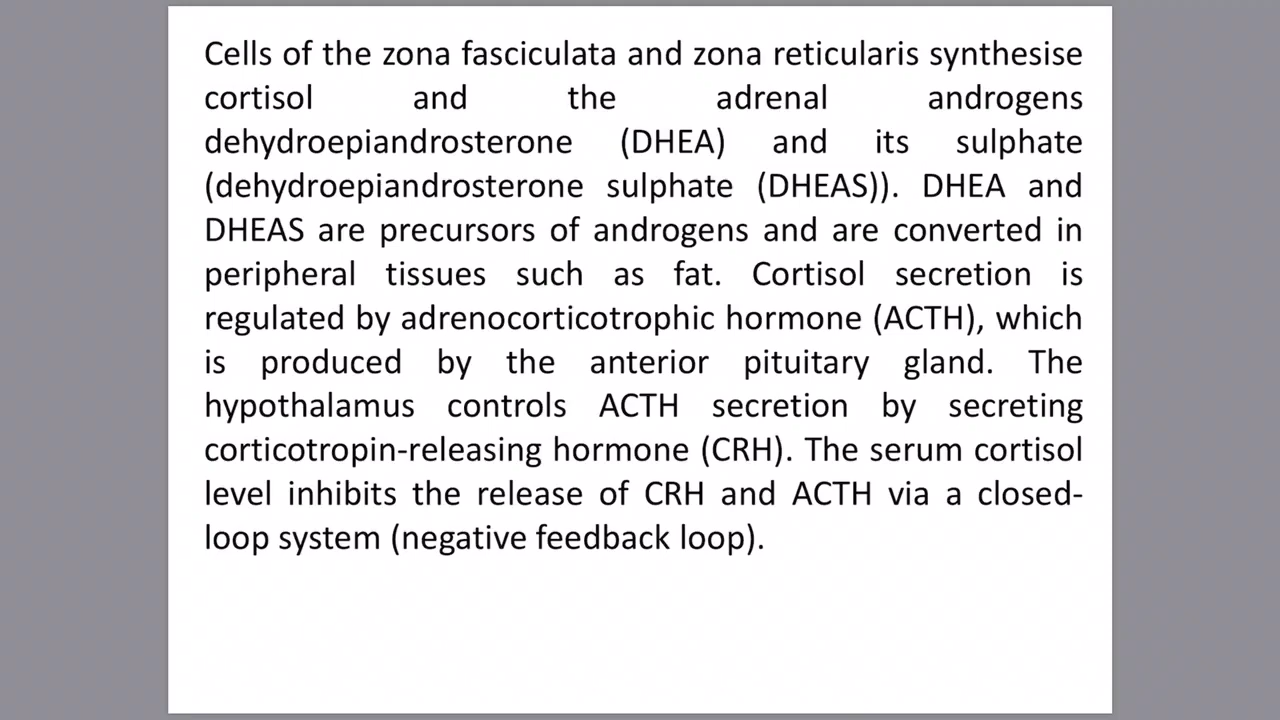 Cells of the zona fasciculata and zona reticularis synthesise
cortisol and the adrenal androgens
dehydroepiandrosterone (DHEA) and its sulphate
(dehydroepiandrosterone sulphate (DHEAS)). DHEA and
DHEAS are precursors of androgens and are converted in
peripheral tissues such as fat. Cortisol secretion is
regulated by adrenocorticotrophic hormone (ACTH), which
is produced by the anterior pituitary gland. The
hypothalamus controls ACTH secretion by secreting
corticotropin-releasing hormone (CRH). The serum cortisol
level inhibits the release of CRH and ACTH via a closed-
loop system (negative feedback loop).